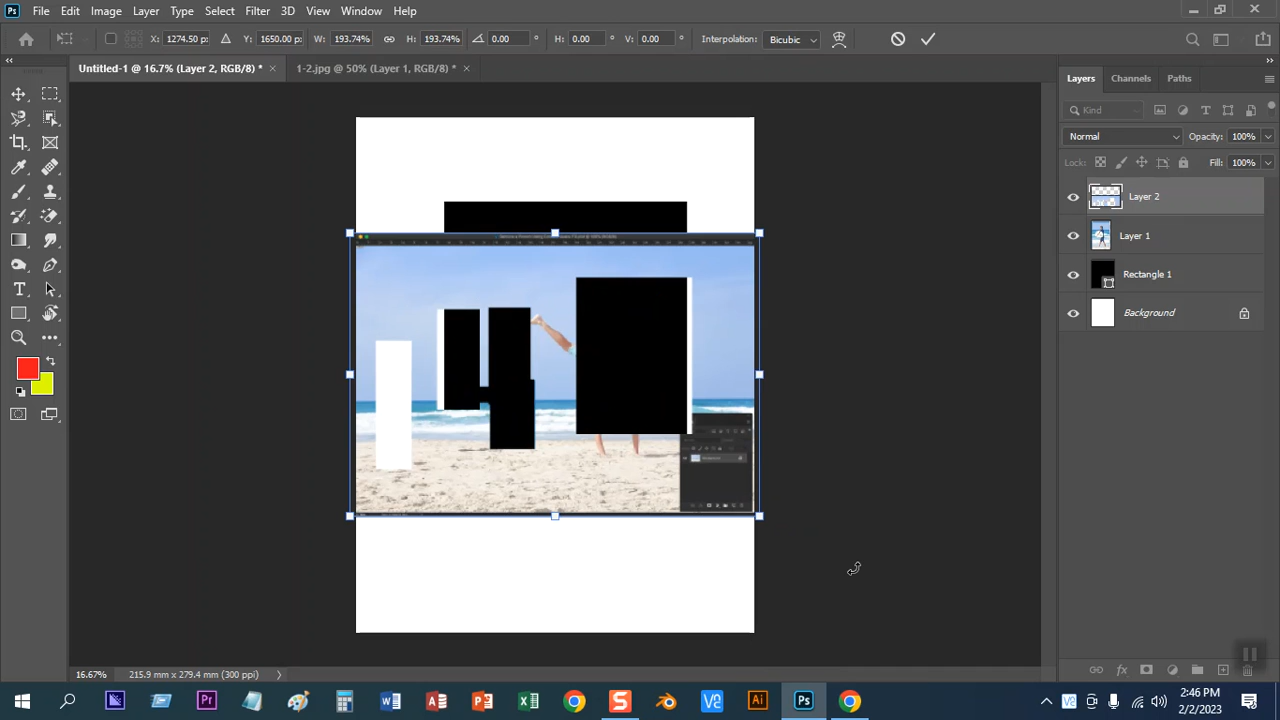 Ps File Edit Image Layer Type Select Filter 3D View Window Help
X: 1274.50 px Y: 1650.00 px W: 193.74% H: 193.74% 0.00 ° H: 0.00 ° V: 0.00 ° Interpolation: Bicubic
Untitled-1 @ 16.7% (Layer 2, RGB/8) * × 1-2.jpg @ 50% (Layer 1, RGB/8) * ×
Layers Channels Paths
Kind
Normal Opacity: 100%
Lock: Fill: 100%
Layer 2
Layer 1
Rectangle 1
Background
16.67% 215.9 mm x 279.4 mm (300 ppi)
2:46 PM
2/2/2023